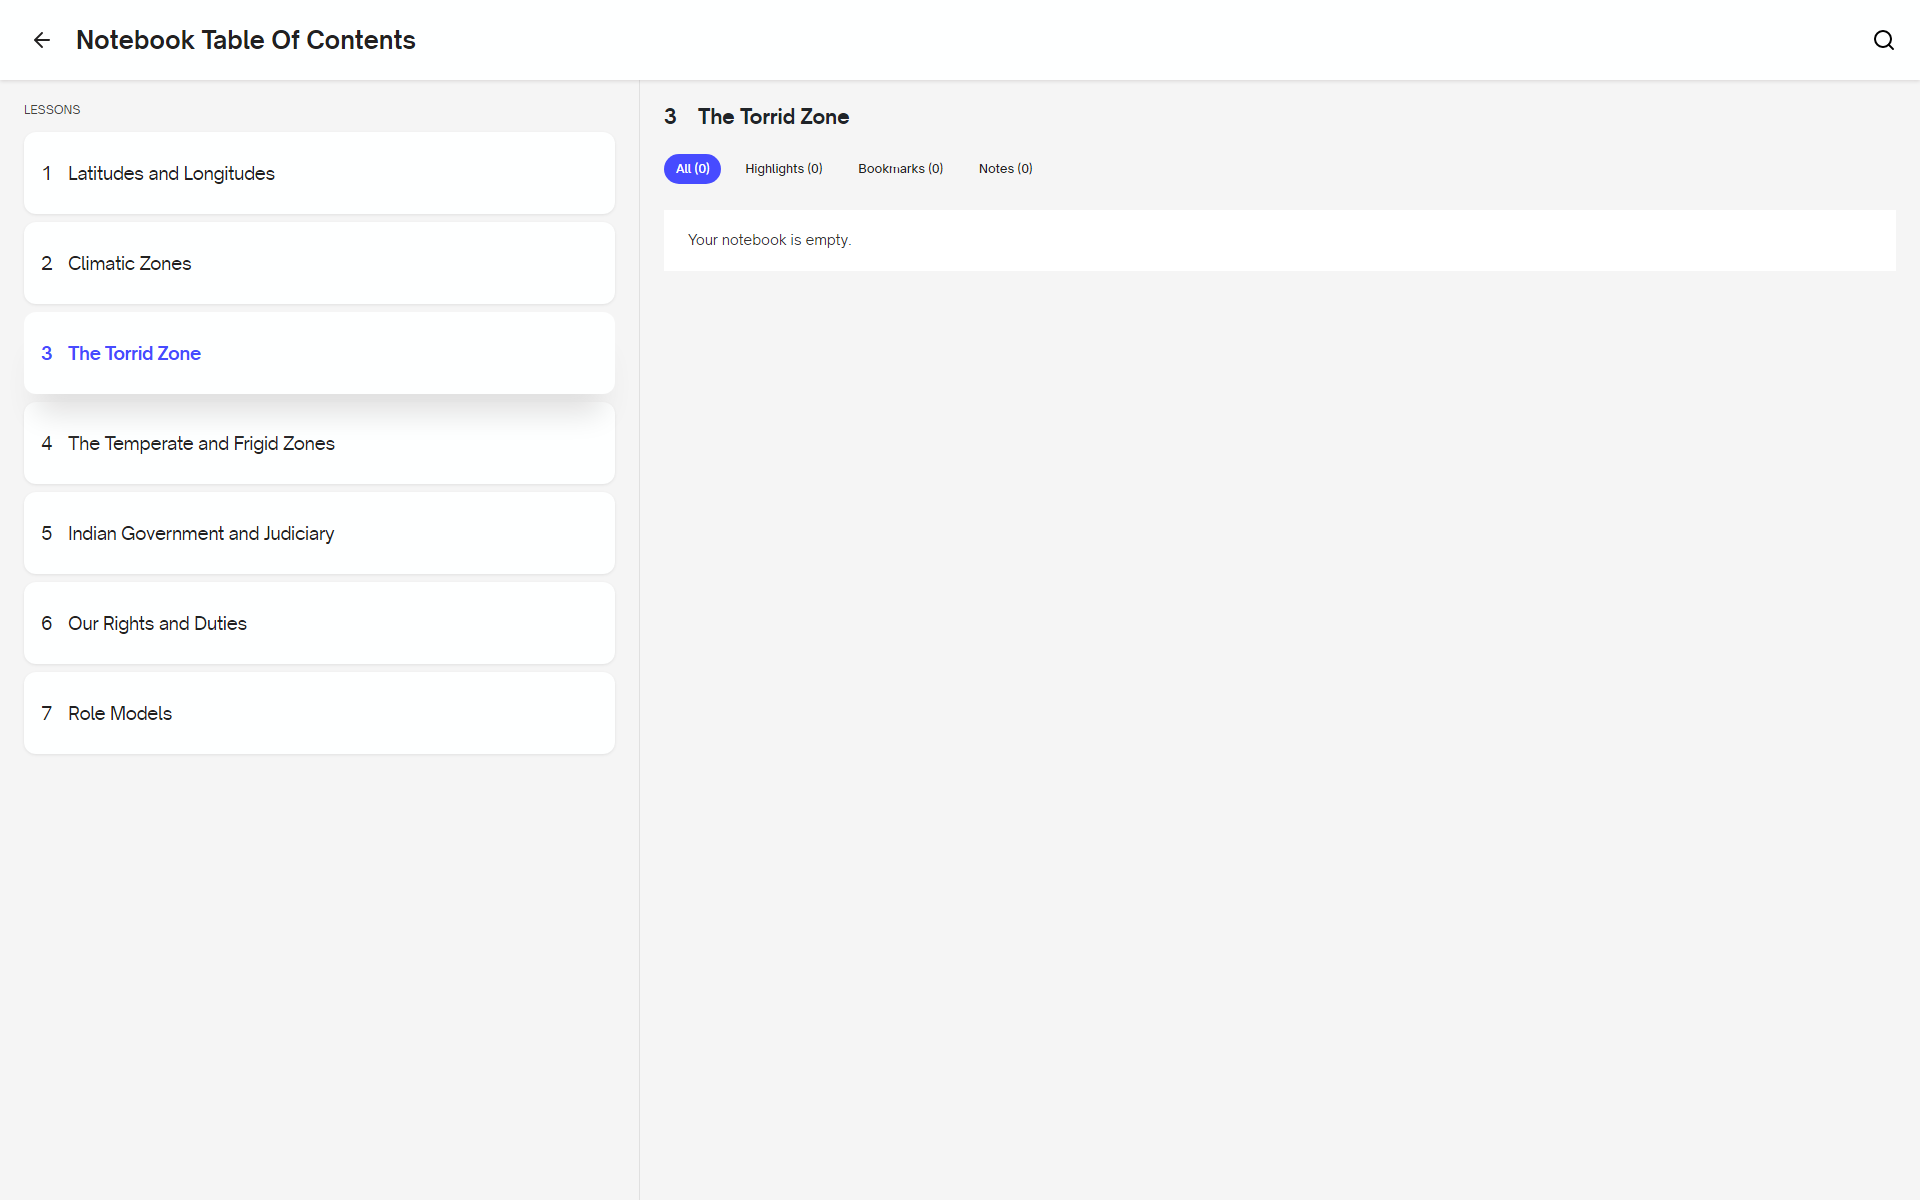 Notebook Table Of Contents
LESSONS
1 Latitudes and Longitudes
2 Climatic Zones
3 The Torrid Zone
4 The Temperate and Frigid Zones
5 Indian Government and Judiciary
6 Our Rights and Duties
7 Role Models
3 The Torrid Zone
All (0) Highlights (0) Bookmarks (0) Notes (0)
Your notebook is empty.